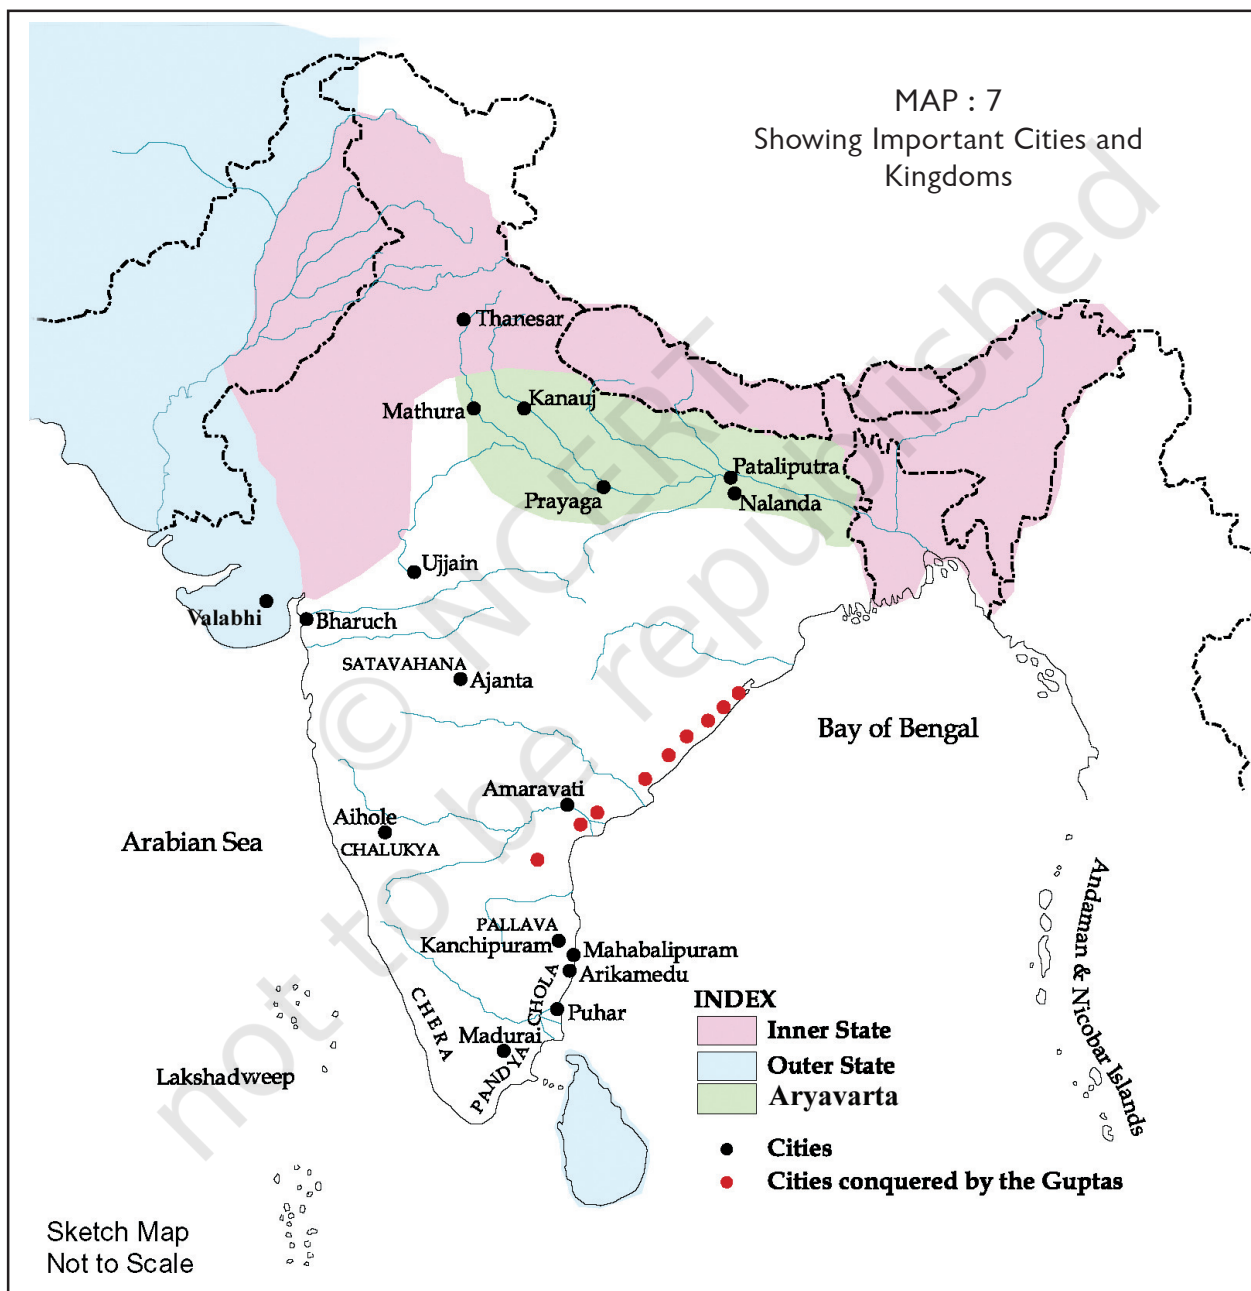 MAP : 7
Showing Important Cities and
Kingdoms
Thanesar
Mathura
Kanauj
Prayaga
Pataliputra
Nalanda
Ujjain
Valabhi
Bharuch
SATAVAHANA
Ajanta
Bay of Bengal
Amaravati
Aihole
CHALUKYA
Arabian Sea
PALLAVA
Kanchipuram
Mahabalipuram
Arikamedu
CHOLA
Puhar
CHERA
Madurai
PANDYA
Lakshadweep
Andaman & Nicobar Islands
INDEX
Inner State
Outer State
Aryavarta
Cities
Cities conquered by the Guptas
Sketch Map
Not to Scale
© NCERT
not to be republished